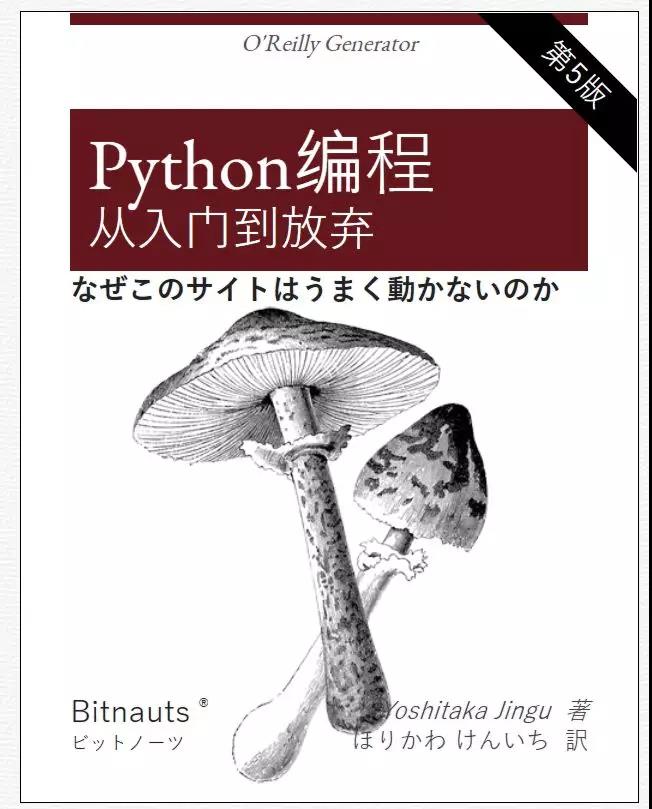 O'Reilly Generator
第5版
Python编程
从入门到放弃
なぜこのサイトはうまく動かないのか
Bitnauts ®
ビットノーツ
Yoshitaka Jingu 著
ほりかわ けんいち 訳